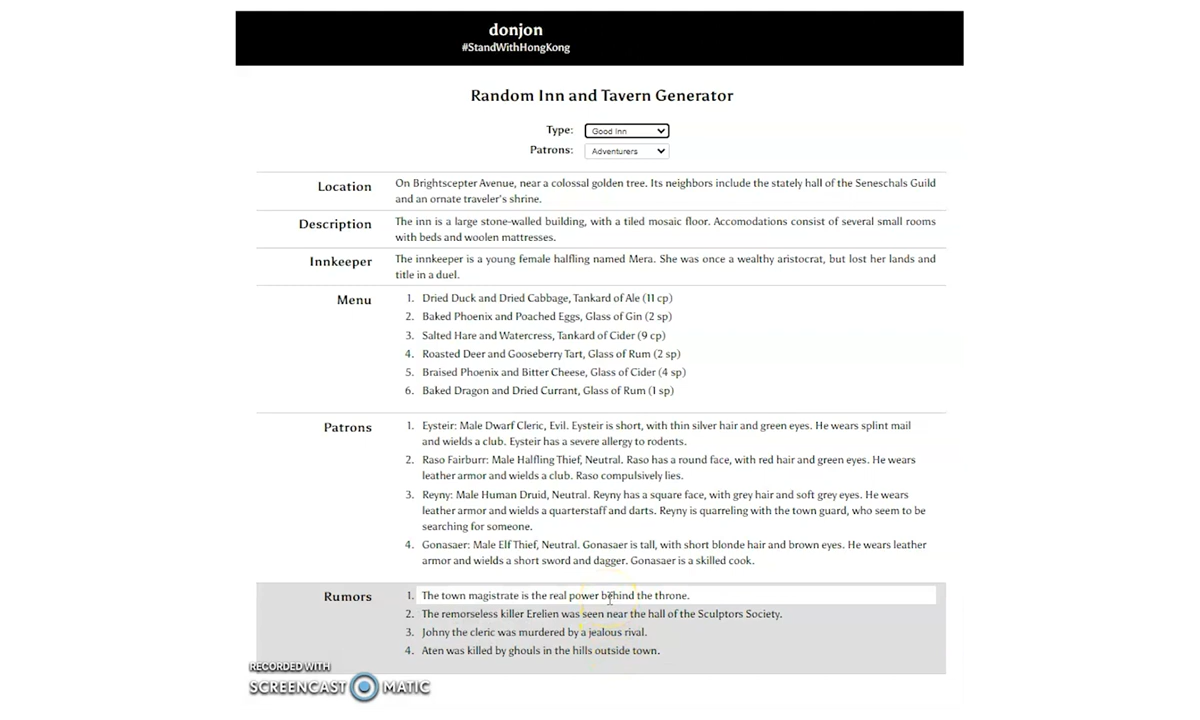 donjon
#StandWithHongKong
Random Inn and Tavern Generator
Type: Good Inn
Patrons: Adventurers
Location
On Brightscepter Avenue, near a colossal golden tree. Its neighbors include the stately hall of the Seneschals Guild
and an ornate traveler's shrine.
Description
The inn is a large stone-walled building, with a tiled mosaic floor. Accomodations consist of several small rooms
with beds and woolen mattresses.
Innkeeper
The innkeeper is a young female halfling named Mera. She was once a wealthy aristocrat, but lost her lands and
title in a duel.
Menu
1. Dried Duck and Dried Cabbage, Tankard of Ale (11 cp)
2. Baked Phoenix and Poached Eggs, Glass of Gin (2 sp)
3. Salted Hare and Watercress, Tankard of Cider (9 cp)
4. Roasted Deer and Gooseberry Tart, Glass of Rum (2 sp)
5. Braised Phoenix and Bitter Cheese, Glass of Cider (4 sp)
6. Baked Dragon and Dried Currant, Glass of Rum (1 sp)
Patrons
1. Eysteir: Male Dwarf Cleric, Evil. Eysteir is short, with thin silver hair and green eyes. He wears splint mail
and wields a club. Eysteir has a severe allergy to rodents.
2. Raso Fairburr: Male Halfling Thief, Neutral. Raso has a round face, with red hair and green eyes. He wears
leather armor and wields a club. Raso compulsively lies.
3. Reyny: Male Human Druid, Neutral. Reyny has a square face, with grey hair and soft grey eyes. He wears
leather armor and wields a quarterstaff and darts. Reyny is quarreling with the town guard, who seem to be
searching for someone.
4. Gonasaer: Male Elf Thief, Neutral. Gonasaer is tall, with short blonde hair and brown eyes. He wears leather
armor and wields a short sword and dagger. Gonasaer is a skilled cook.
Rumors
1. The town magistrate is the real power behind the throne.
2. The remorseless killer Erelien was seen near the hall of the Sculptors Society.
3. Johny the cleric was murdered by a jealous rival.
4. Aten was killed by ghouls in the hills outside town.
RECORDED WITH
SCREENCAST MATIC